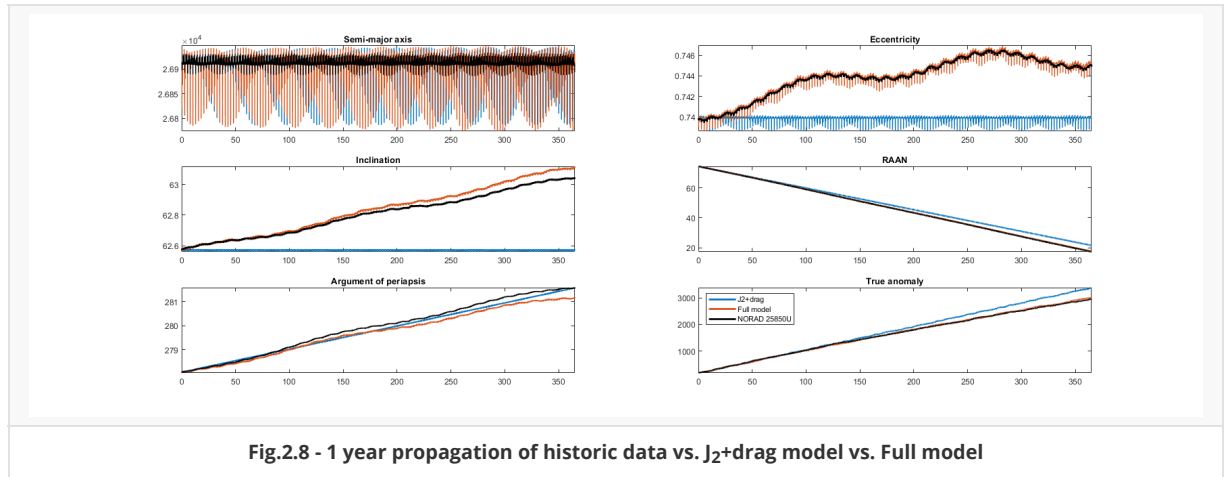 Semi-major axis
×10⁴
2.69
2.685
2.68
0 50 100 150 200 250 300 350
Eccentricity
0.746
0.744
0.742
0.74
0 50 100 150 200 250 300 350
Inclination
63
62.8
62.6
0 50 100 150 200 250 300 350
RAAN
60
40
20
0 50 100 150 200 250 300 350
Argument of periapsis
281
280
279
0 50 100 150 200 250 300 350
True anomaly
3000
2000
1000
J2+drag
Full model
NORAD 25850U
0 50 100 150 200 250 300 350
Fig.2.8 - 1 year propagation of historic data vs. J₂+drag model vs. Full model